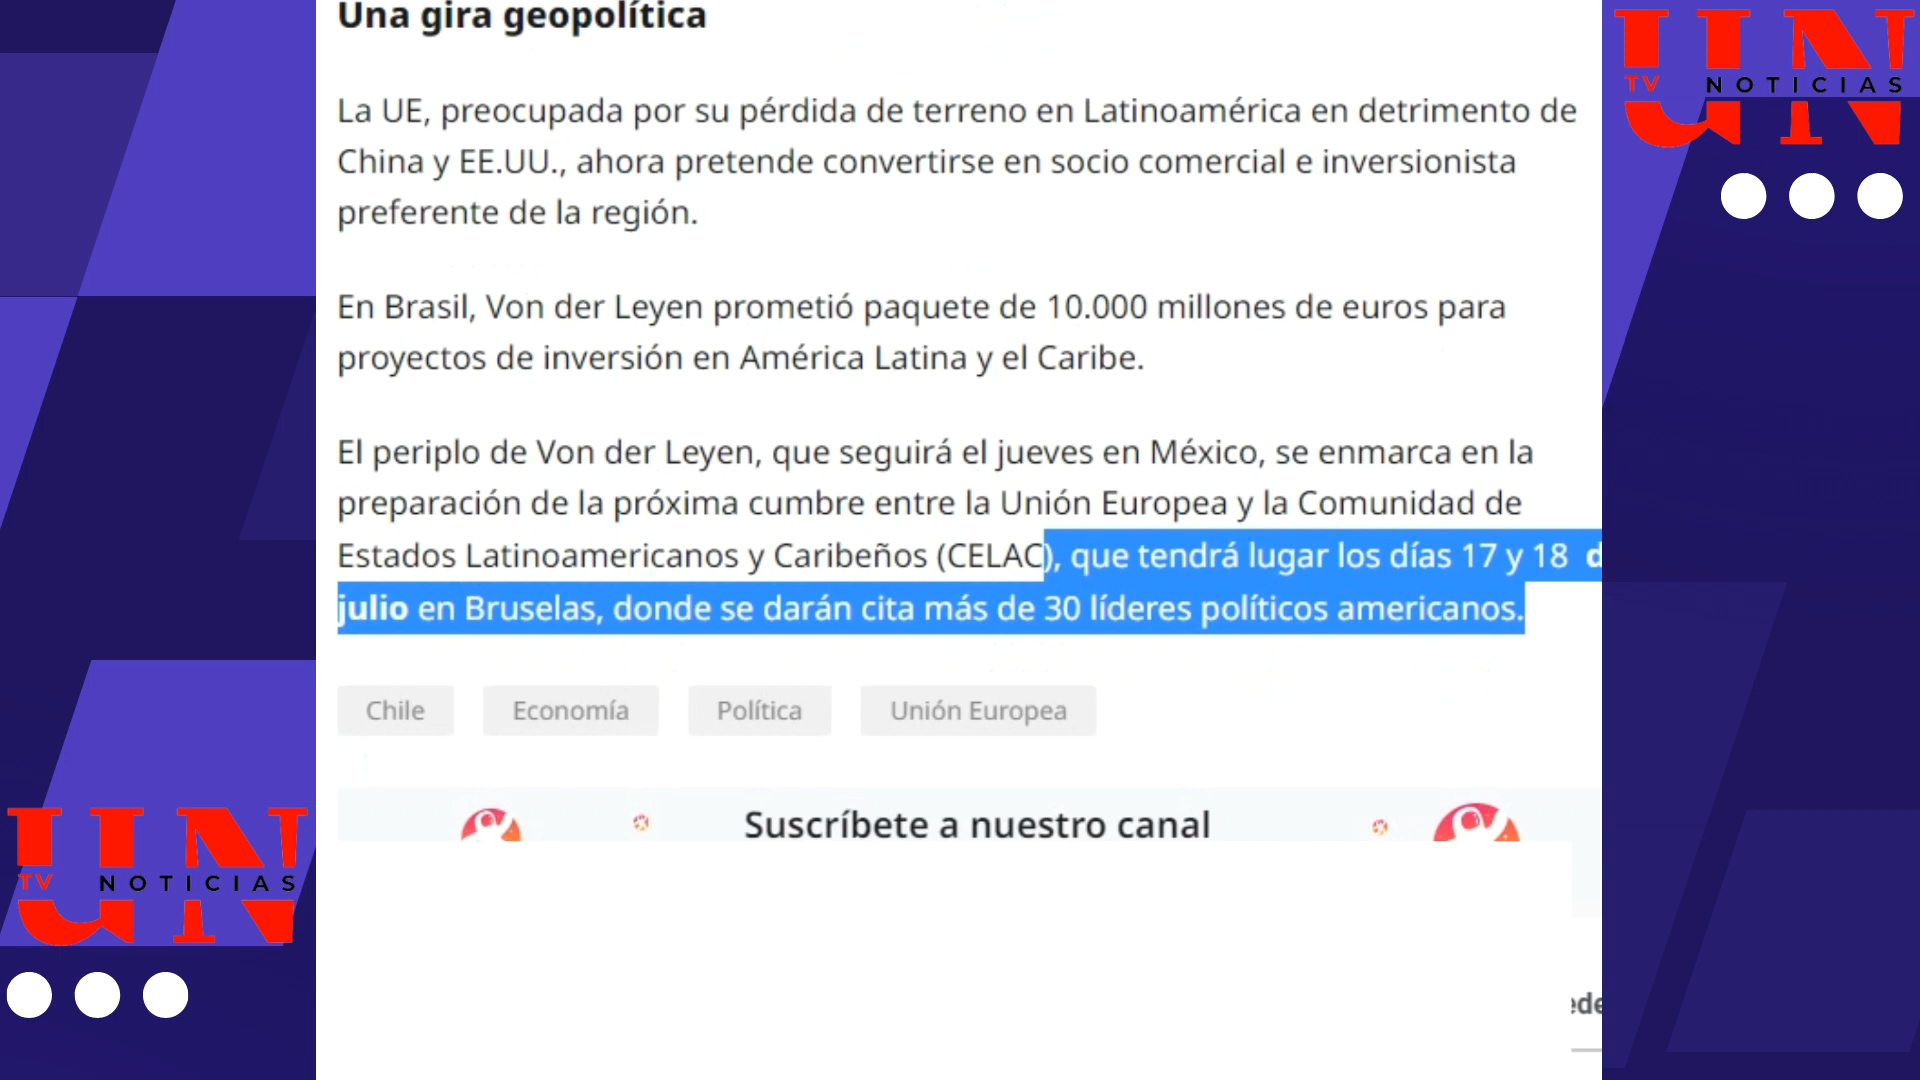 Una gira geopolítica
La UE, preocupada por su pérdida de terreno en Latinoamérica en detrimento de
China y EE.UU., ahora pretende convertirse en socio comercial e inversionista
preferente de la región.
En Brasil, Von der Leyen prometió paquete de 10.000 millones de euros para
proyectos de inversión en América Latina y el Caribe.
El periplo de Von der Leyen, que seguirá el jueves en México, se enmarca en la
preparación de la próxima cumbre entre la Unión Europea y la Comunidad de
Estados Latinoamericanos y Caribeños (CELAC), que tendrá lugar los días 17 y 18 d
julio en Bruselas, donde se darán cita más de 30 líderes políticos americanos.
Chile Economía Política Unión Europea
Suscríbete a nuestro canal
UN
TV NOTICIAS
UN
TV NOTICIAS